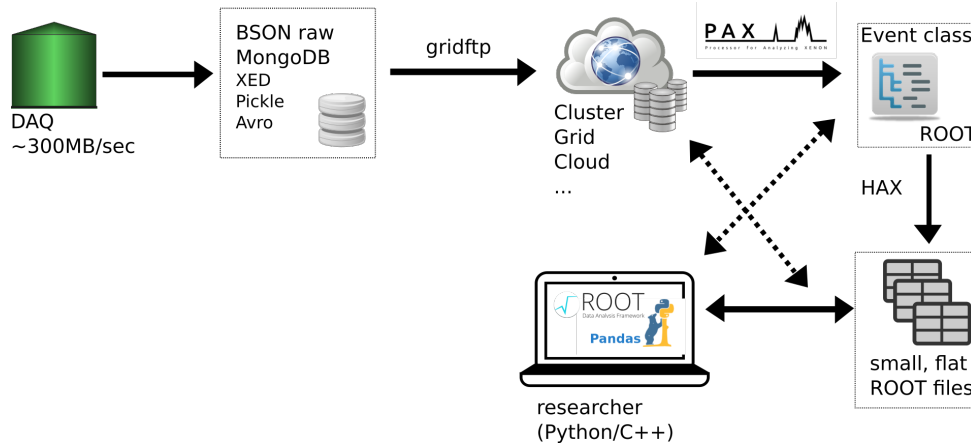 DAQ
~300MB/sec
BSON raw
MongoDB
XED
Pickle
Avro
gridftp
Cluster
Grid
Cloud
...
PAX
Processor for Analyzing XENON
Event class
ROOT
HAX
small, flat
ROOT files
ROOT
Data Analysis Framework
Pandas
researcher
(Python/C++)